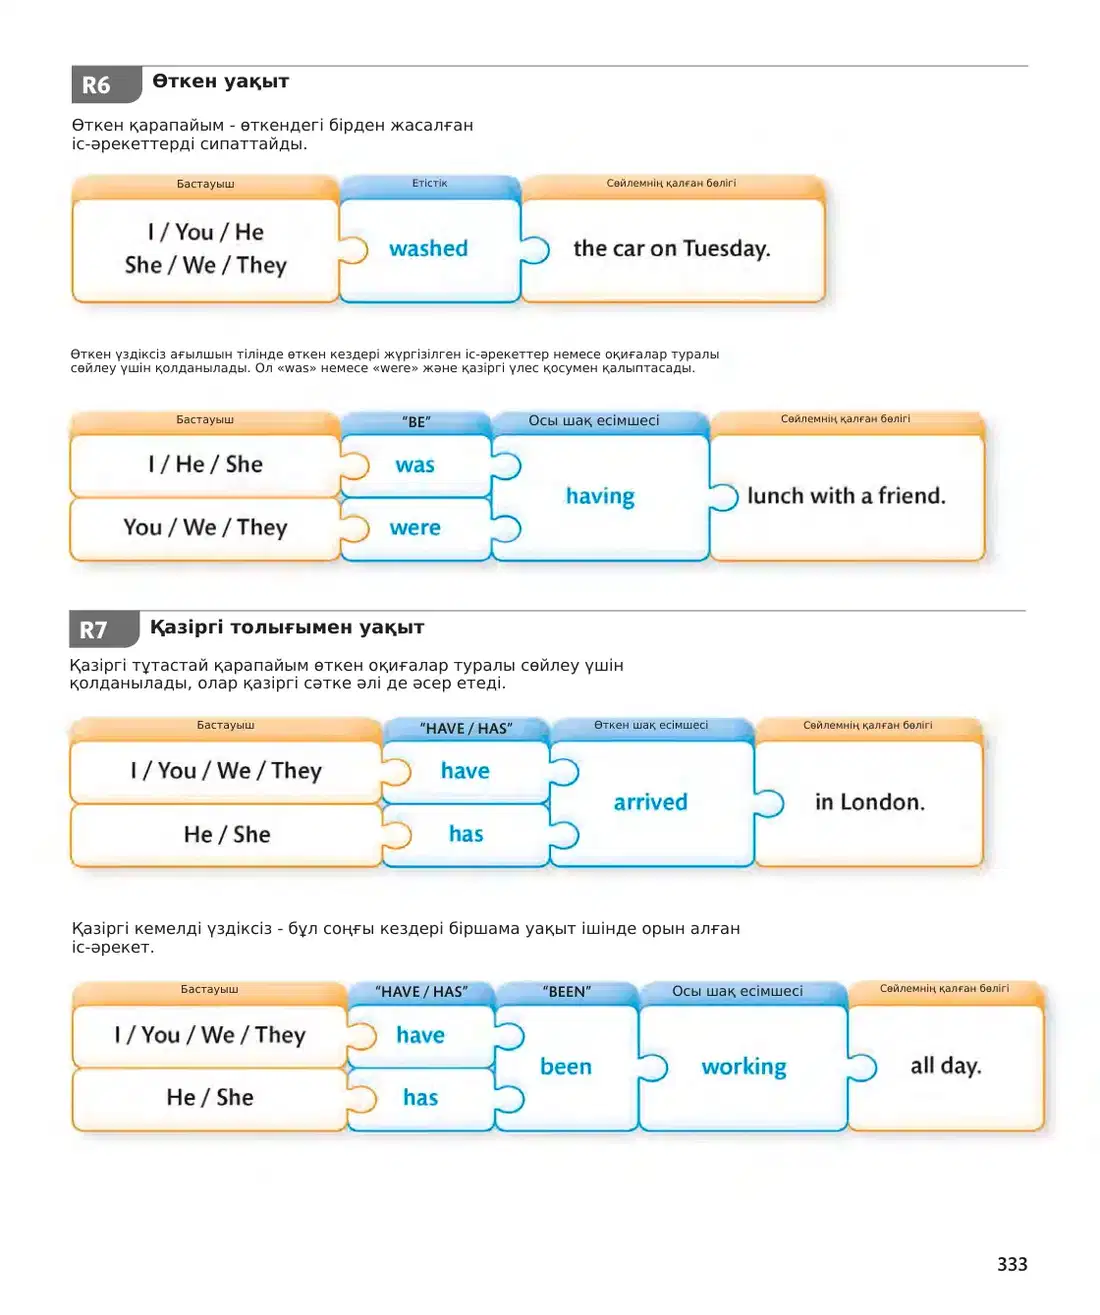 R6 Өткен уақыт
Өткен қарапайым - өткендегі бірден жасалған
іс-әрекеттерді сипаттайды.
Бастауыш Етістік Сөйлемнің қалған бөлігі
I / You / He
She / We / They
washed
the car on Tuesday.
Өткен үздіксіз ағылшын тілінде өткен кездері жүргізілген іс-әрекеттер немесе оқиғалар туралы
сөйлеу үшін қолданылады. Ол «was» немесе «were» және қазіргі үлес қосумен қалыптасады.
Бастауыш “BE” Осы шақ есімшесі Сөйлемнің қалған бөлігі
I / He / She was
having
lunch with a friend.
You / We / They were
R7 Қазіргі толығымен уақыт
Қазіргі тұтастай қарапайым өткен оқиғалар туралы сөйлеу үшін
қолданылады, олар қазіргі сәтке әлі де әсер етеді.
Бастауыш “HAVE / HAS” Өткен шақ есімшесі Сөйлемнің қалған бөлігі
I / You / We / They have
arrived
in London.
He / She has
Қазіргі кемелді үздіксіз - бұл соңғы кездері біршама уақыт ішінде орын алған
іс-әрекет.
Бастауыш “HAVE / HAS” “BEEN” Осы шақ есімшесі Сөйлемнің қалған бөлігі
I / You / We / They have
been
working
all day.
He / She has
333